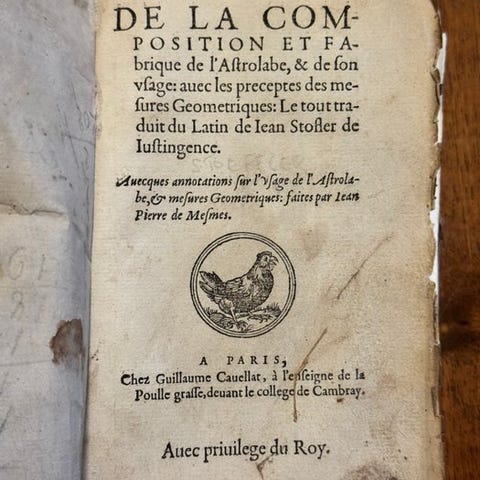 DE LA COM-
POSITION ET FA-
brique de l'Aſtrolabe, & de ſon
vſage: auec les preceptes des me-
ſures Geometriques: Le tout tra-
duit du Latin de Iean Stofler de
Iuſtingence.
Auecques annotations ſur l'vſage de l'Aſtrola-
be, & meſures Geometriques: faites par Iean
Pierre de Meſmes.
A PARIS,
Chez Guillaume Cauellat, à l'enſeigne de la
Poulle graſſe, deuant le college de Cambray.
Auec priuilege du Roy.